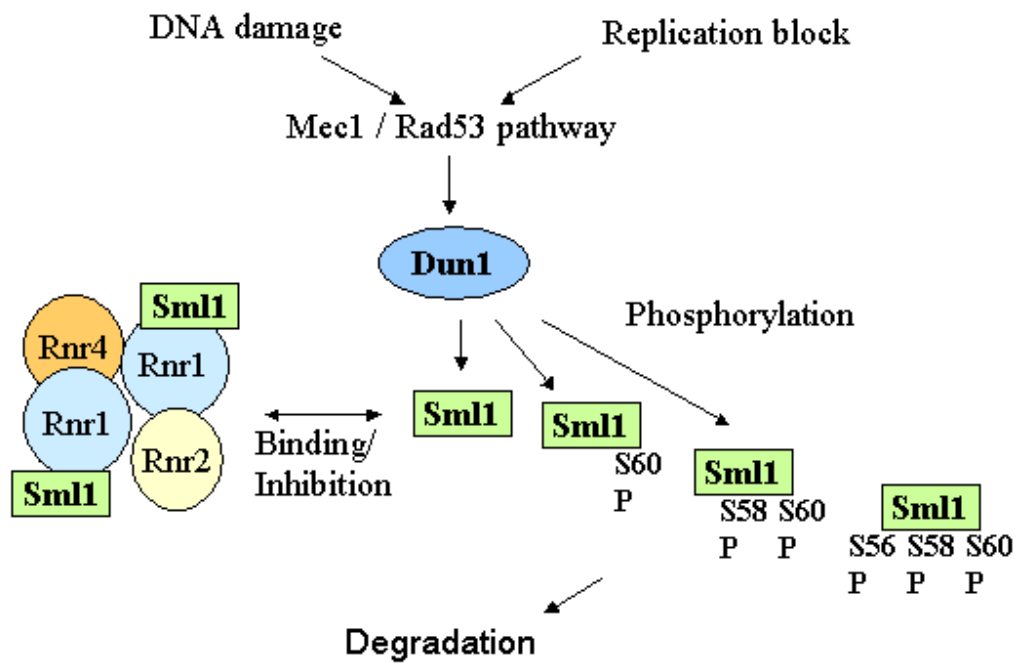 DNA damage
Replication block
Mec1 / Rad53 pathway
Dun1
Phosphorylation
Sml1
Rnr4
Rnr1
Rnr1
Rnr2
Sml1
Binding/
Inhibition
Sml1
Sml1
S60
P
Sml1
S58 S60
P P
Sml1
S56 S58 S60
P P P
Degradation